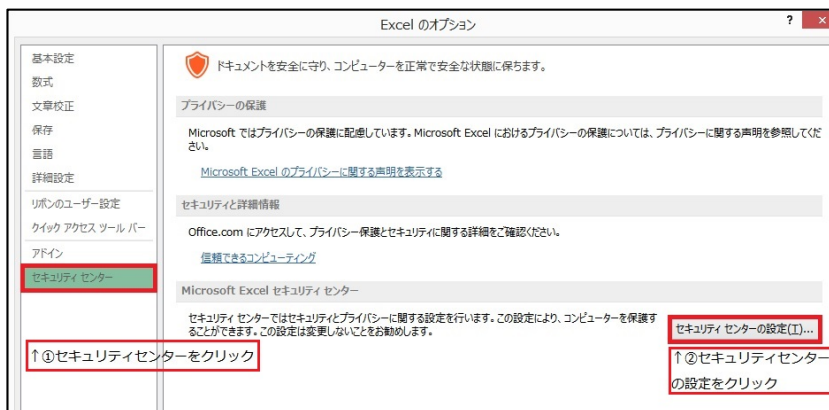 Excel のオプション
?
×
基本設定
数式
文章校正
保存
言語
詳細設定
リボンのユーザー設定
クイック アクセス ツール バー
アドイン
セキュリティ センター
ドキュメントを安全に守り、コンピューターを正常で安全な状態に保ちます。
プライバシーの保護
Microsoft ではプライバシーの保護に配慮しています。Microsoft Excel におけるプライバシーの保護については、プライバシーに関する声明を参照してくだ
さい。
Microsoft Excel のプライバシーに関する声明を表示する
セキュリティと詳細情報
Office.com にアクセスして、プライバシー保護とセキュリティに関する詳細をご確認ください。
信頼できるコンピューティング
Microsoft Excel セキュリティ センター
セキュリティ センターではセキュリティとプライバシーに関する設定を行います。この設定により、コンピューターを保護す
ることができます。この設定は変更しないことをお勧めします。
セキュリティ センターの設定(T)...
↑①セキュリティセンターをクリック
↑②セキュリティセンター
の設定をクリック